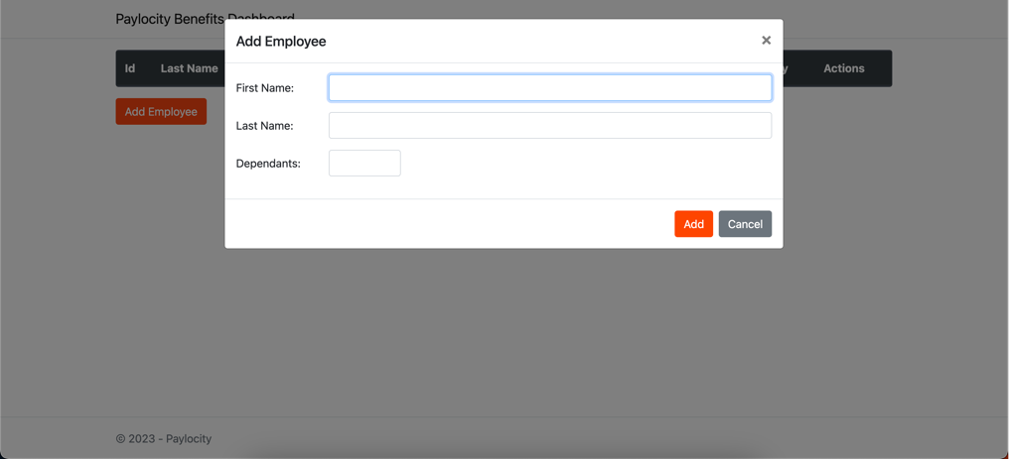 Paylocity Benefits Dashboard
Add Employee ×
Id Last Name Actions
First Name:
Add Employee
Last Name:
Dependants:
Add Cancel
© 2023 - Paylocity